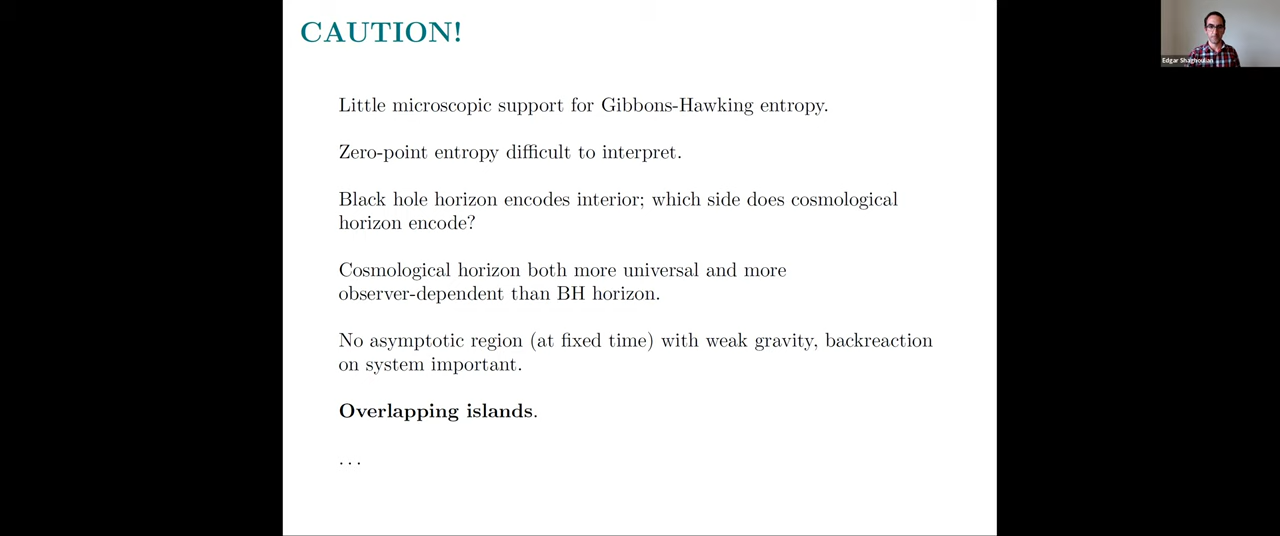 CAUTION!
Edgar Shaghoulian
Little microscopic support for Gibbons-Hawking entropy.
Zero-point entropy difficult to interpret.
Black hole horizon encodes interior; which side does cosmological
horizon encode?
Cosmological horizon both more universal and more
observer-dependent than BH horizon.
No asymptotic region (at fixed time) with weak gravity, backreaction
on system important.
Overlapping islands.
...